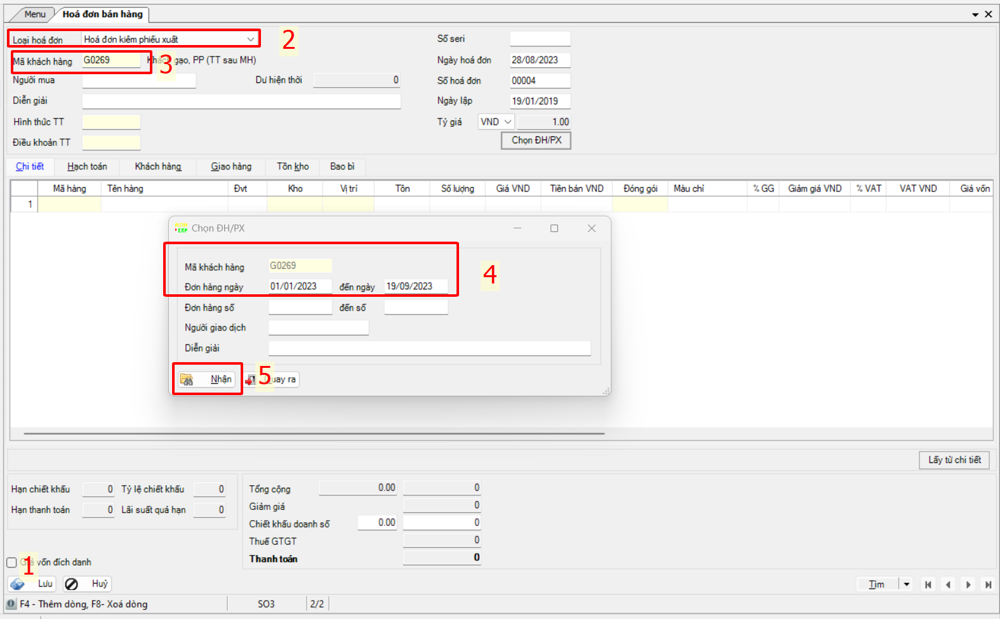 Menu Hoá đơn bán hàng
Loại hoá đơn Hoá đơn kiêm phiếu xuất 2 Số seri
Mã khách hàng G0269 3 gạo, PP (TT sau MH) Ngày hoá đơn 28/08/2023
Người mua Dư hiện thời 0 Số hoá đơn 00004
Diễn giải Ngày lập 19/01/2019
Hình thức TT Tỷ giá VND 1.00
Điều khoản TT Chọn ĐH/PX
Chi tiết Hạch toán Khách hàng Giao hàng Tồn kho Bao bì
Mã hàng Tên hàng Đvt Kho Vị trí Tồn Số lượng Giá VND Tiền bán VND Đóng gói Màu chỉ % GG Giảm giá VND % VAT VAT VND Giá vốn
1
ERP Chọn ĐH/PX
Mã khách hàng G0269 4
Đơn hàng ngày 01/01/2023 đến ngày 19/09/2023
Đơn hàng số đến số
Người giao dịch
Diễn giải
Nhận 5 uay ra
Lấy từ chi tiết
Hạn chiết khấu 0 Tỷ lệ chiết khấu 0 Tổng cộng 0.00 0
Hạn thanh toán 0 Lãi suất quá hạn 0 Giảm giá 0
Chiết khấu doanh số 0.00 0
Thuế GTGT 0
Thanh toán 0
1 vốn đích danh
Lưu Huỷ Tìm
F4 - Thêm dòng, F8- Xoá dòng SO3 2/2